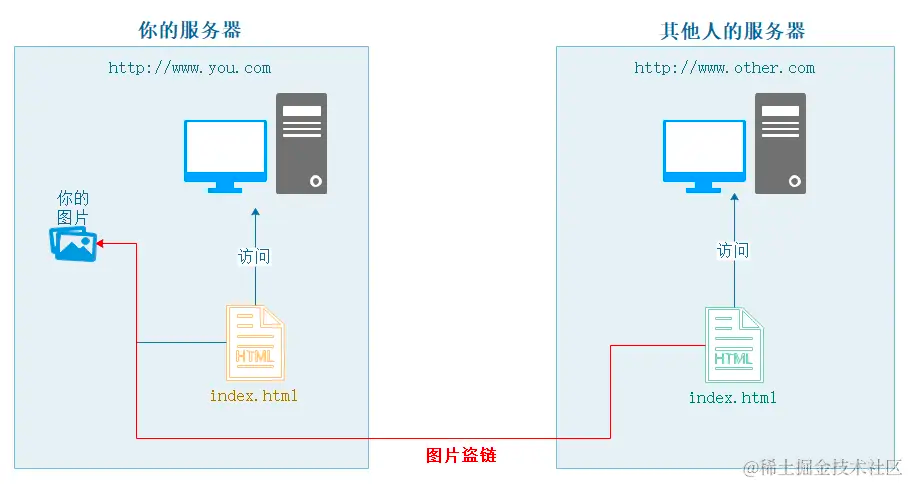 你的服务器
其他人的服务器
http://www.you.com
http://www.other.com
你的
图片
访问
访问
HTML
HTML
index.html
index.html
图片盗链
@稀土掘金技术社区